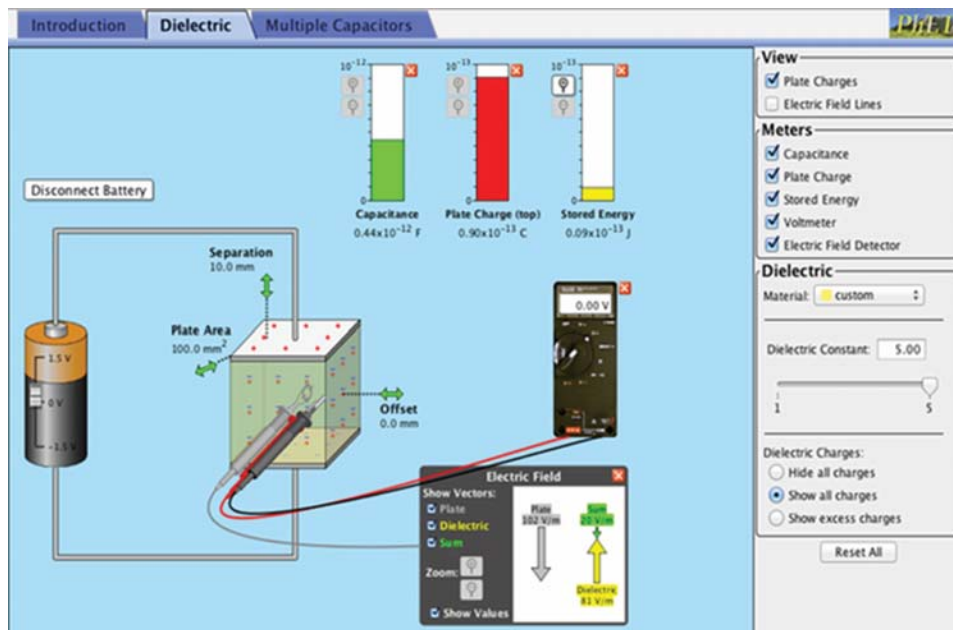 Introduction
Dielectric
Multiple Capacitors
PhET
Disconnect Battery
10⁻¹²
0
Capacitance
0.44x10⁻¹² F
10⁻¹³
0
Plate Charge (top)
0.90x10⁻¹³ C
10⁻¹³
0
Stored Energy
0.09x10⁻¹³ J
Separation
10.0 mm
Plate Area
100.0 mm²
Offset
0.0 mm
1.5 V
0 V
-1.5 V
0.00 V
Electric Field
Show Vectors:
Plate
Dielectric
Sum
Zoom:
Show Values
Plate
102 V/m
Sum
20 V/m
Dielectric
81 V/m
View
Plate Charges
Electric Field Lines
Meters
Capacitance
Plate Charge
Stored Energy
Voltmeter
Electric Field Detector
Dielectric
Material: custom
Dielectric Constant: 5.00
1 5
Dielectric Charges:
Hide all charges
Show all charges
Show excess charges
Reset All